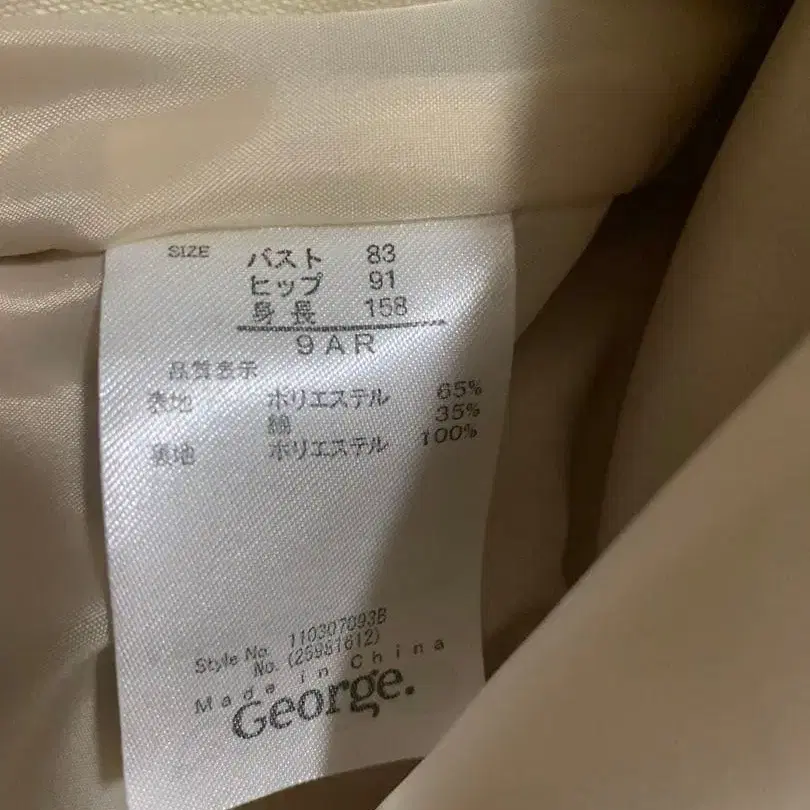 SIZE バスト 83
ヒップ 91
身長 158
9AR
品質表示
表地 ポリエステル 65%
綿 35%
裏地 ポリエステル 100%
Style No. 110307093B
No. (25981612)
Made in China
George.